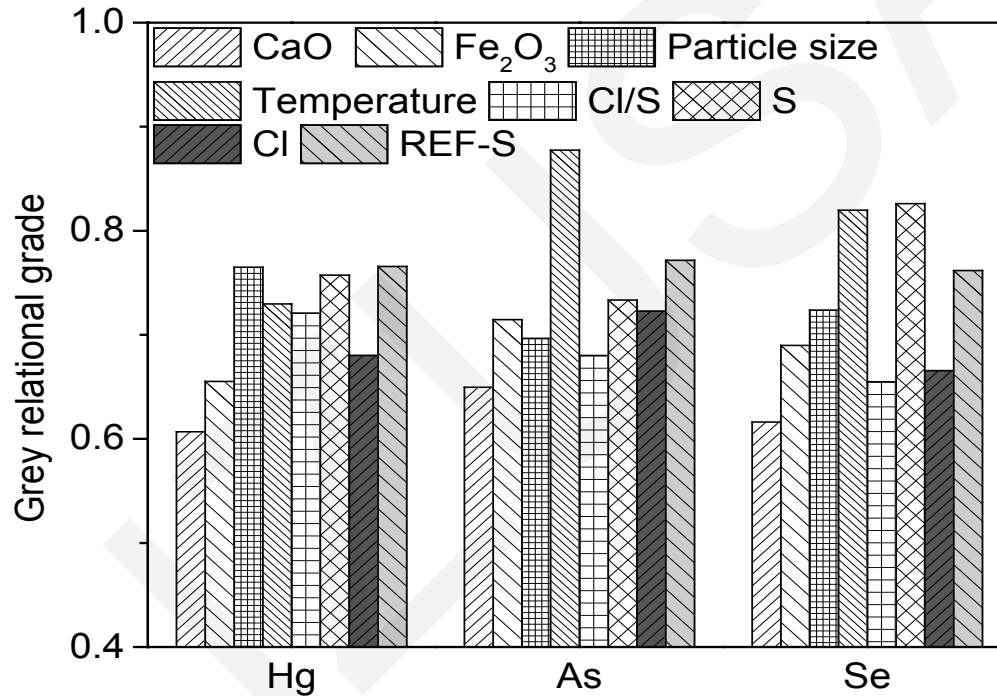 1.0
CaO Fe₂O₃ Particle size
Temperature Cl/S S
Cl REF-S
0.8
0.6
0.4
Grey relational grade
Hg As Se